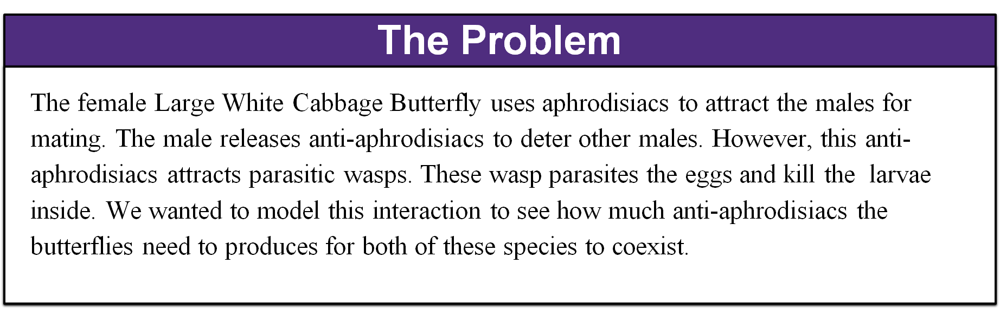 The Problem
The female Large White Cabbage Butterfly uses aphrodisiacs to attract the males for
mating. The male releases anti-aphrodisiacs to deter other males. However, this anti-
aphrodisiacs attracts parasitic wasps. These wasp parasites the eggs and kill the larvae
inside. We wanted to model this interaction to see how much anti-aphrodisiacs the
butterflies need to produces for both of these species to coexist.